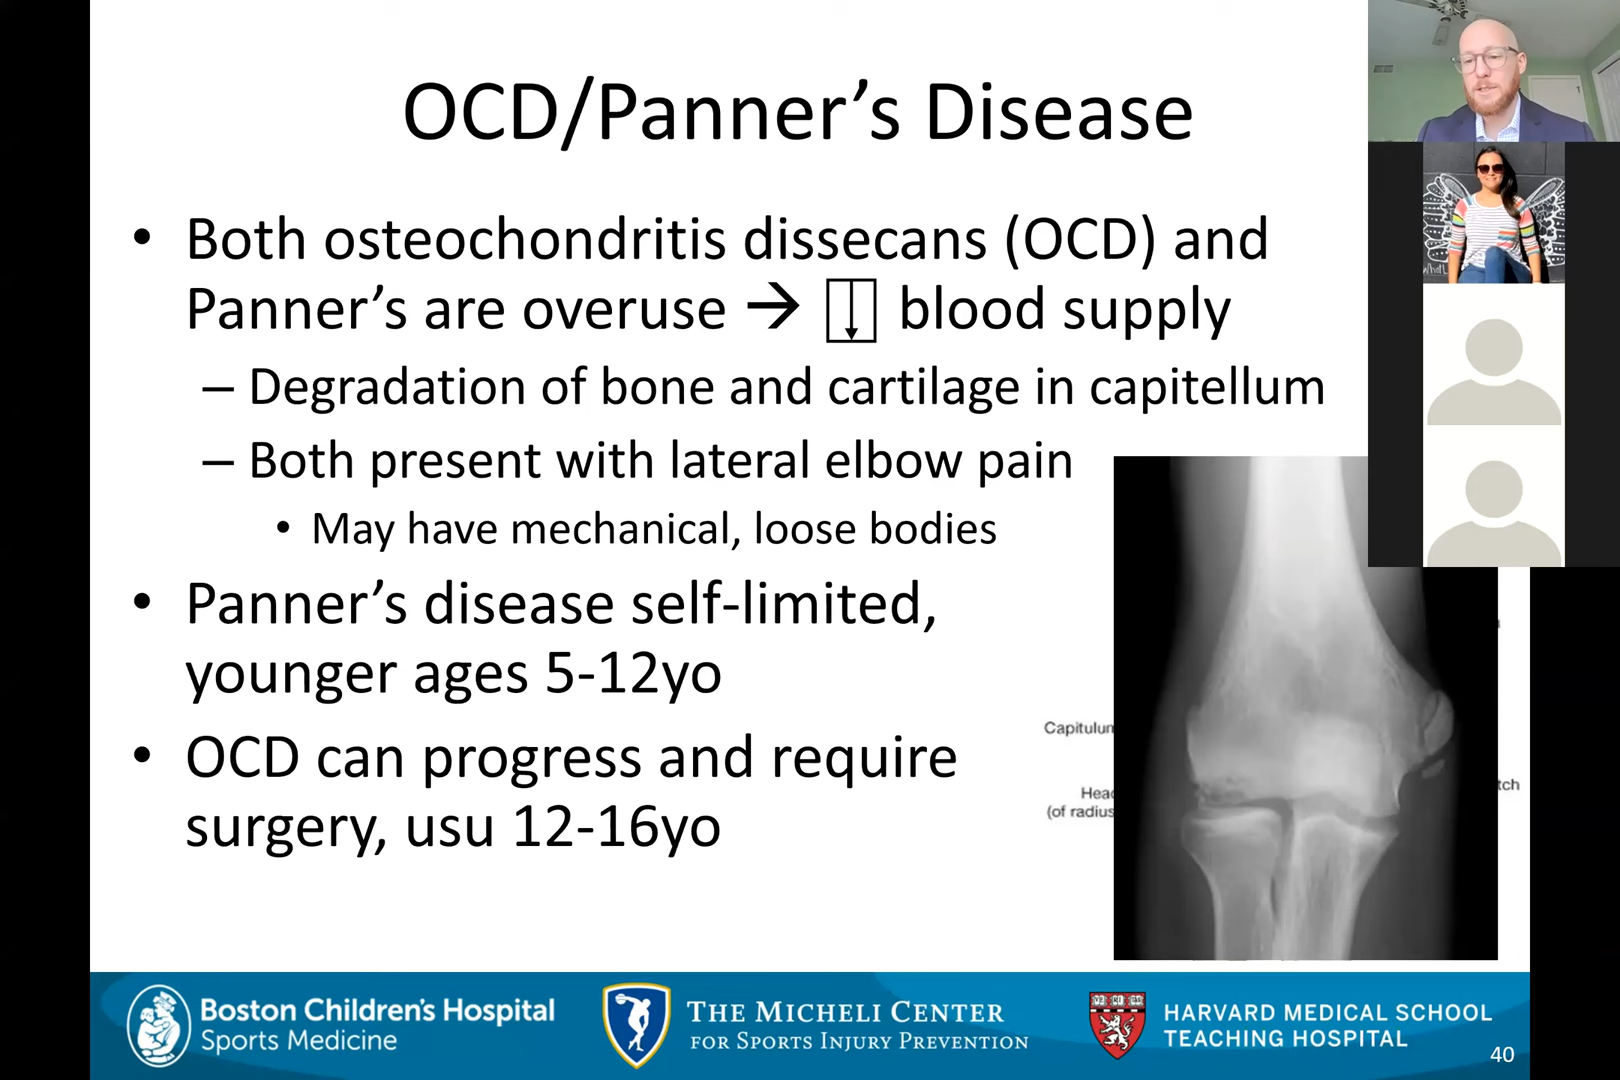 OCD/Panner's Disease
• Both osteochondritis dissecans (OCD) and
Panner's are overuse → ↓ blood supply
– Degradation of bone and cartilage in capitellum
– Both present with lateral elbow pain
• May have mechanical, loose bodies
• Panner's disease self-limited,
younger ages 5-12yo
• OCD can progress and require
surgery, usu 12-16yo
(of radius
tch
Boston Children's Hospital
Sports Medicine
THE MICHELI CENTER
FOR SPORTS INJURY PREVENTION
HARVARD MEDICAL SCHOOL
TEACHING HOSPITAL
40